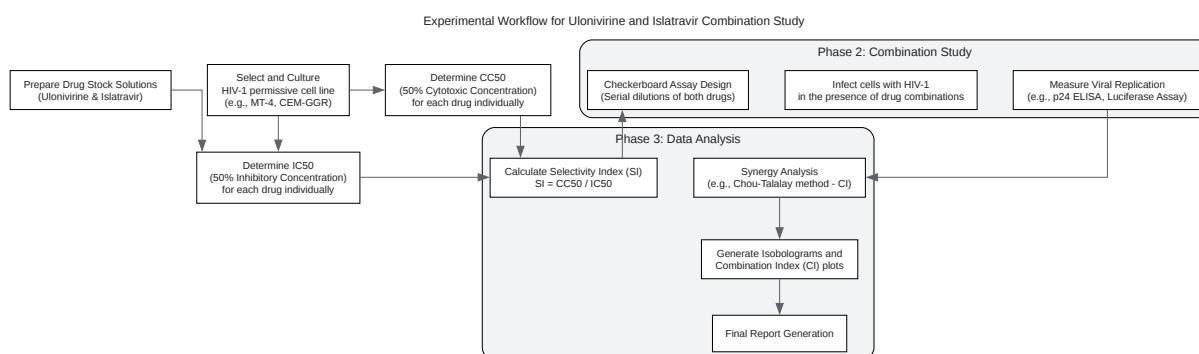 Experimental Workflow for Ulonivirine and Islatravir Combination Study
Prepare Drug Stock Solutions
(Ulonivirine & Islatravir)
Select and Culture
HIV-1 permissive cell line
(e.g., MT-4, CEM-GGR)
Determine CC50
(50% Cytotoxic Concentration)
for each drug individually
Determine IC50
(50% Inhibitory Concentration)
for each drug individually
Phase 2: Combination Study
Checkerboard Assay Design
(Serial dilutions of both drugs)
Infect cells with HIV-1
in the presence of drug combinations
Measure Viral Replication
(e.g., p24 ELISA, Luciferase Assay)
Phase 3: Data Analysis
Calculate Selectivity Index (SI)
SI = CC50 / IC50
Synergy Analysis
(e.g., Chou-Talalay method - CI)
Generate Isobolograms and
Combination Index (CI) plots
Final Report Generation